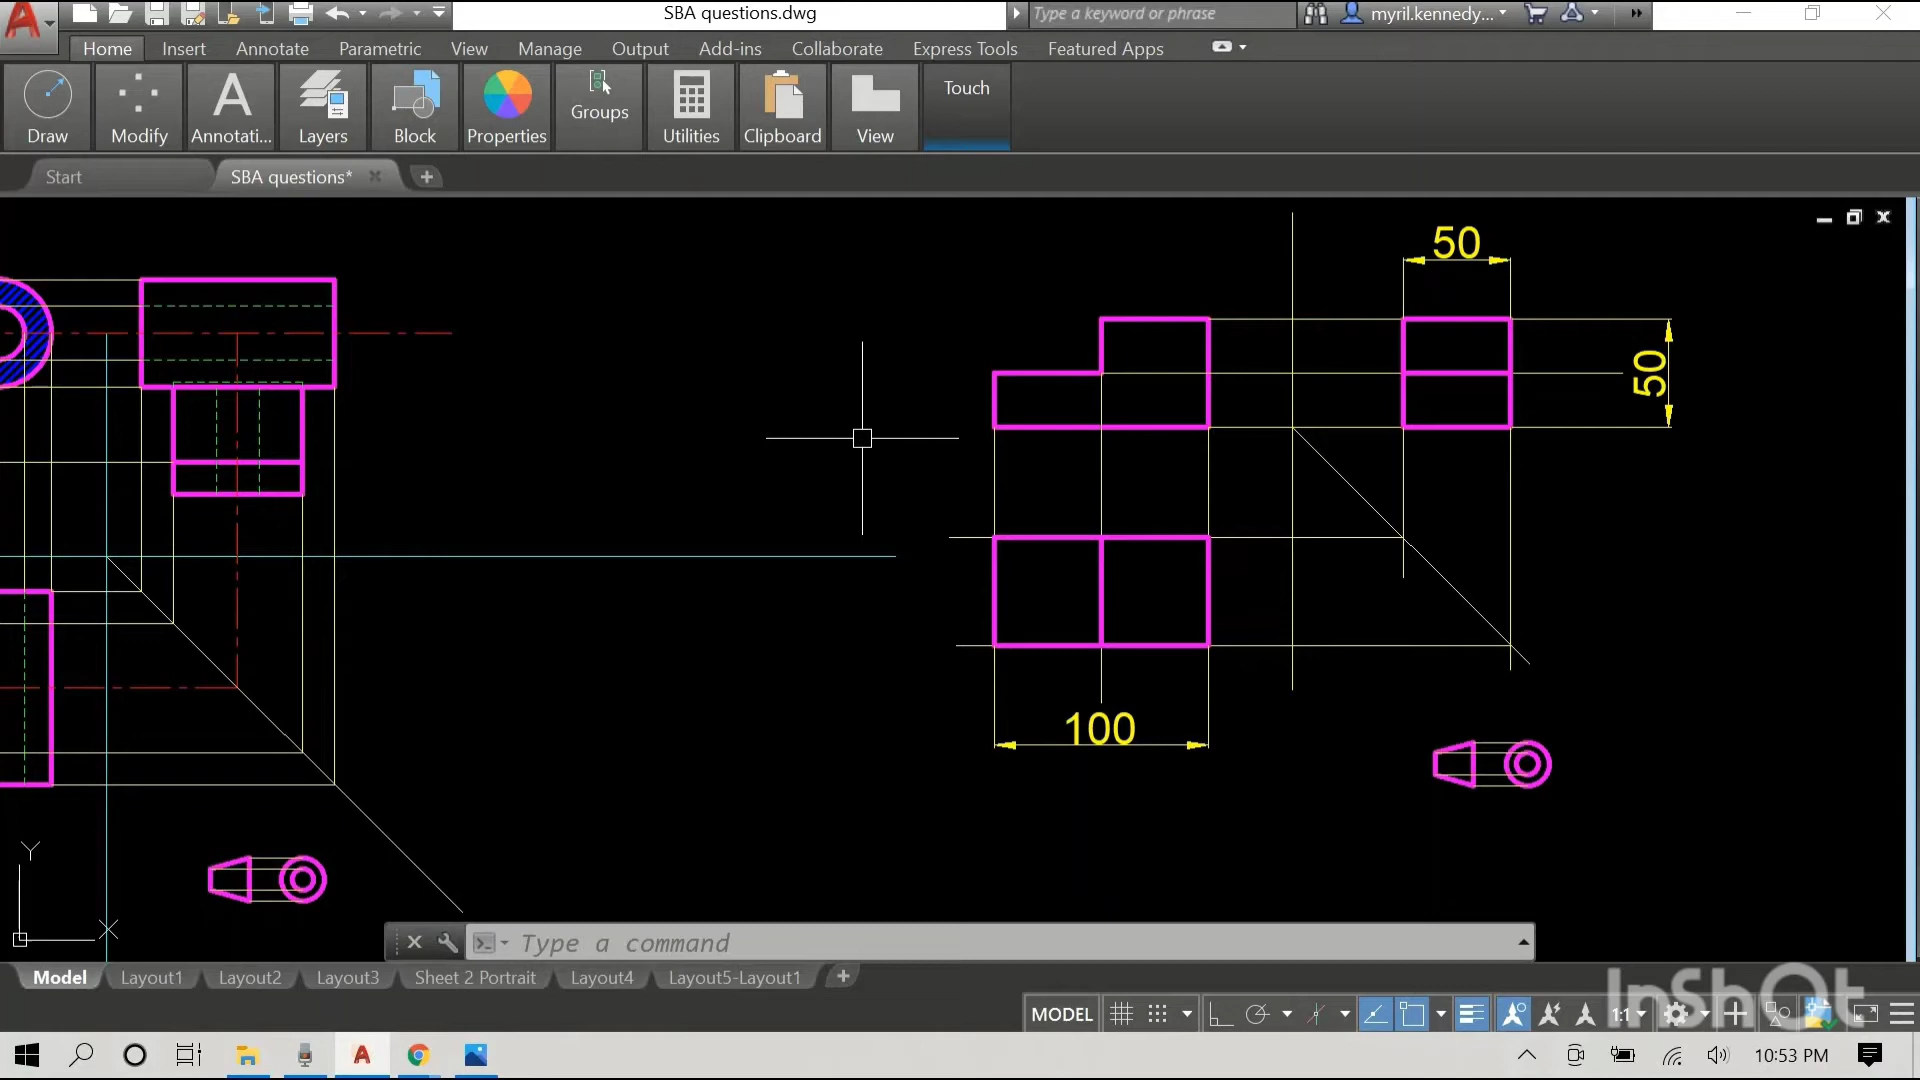 SBA questions.dwg
Type a keyword or phrase
myril.kennedy...
Home Insert Annotate Parametric View Manage Output Add-ins Collaborate Express Tools Featured Apps
Draw Modify Annotati... Layers Block Properties Groups Utilities Clipboard View Touch
Start SBA questions*
50
50
100
Y
X
Type a command
Model Layout1 Layout2 Layout3 Sheet 2 Portrait Layout4 Layout5-Layout1
InShOt
MODEL 1:1
10:53 PM